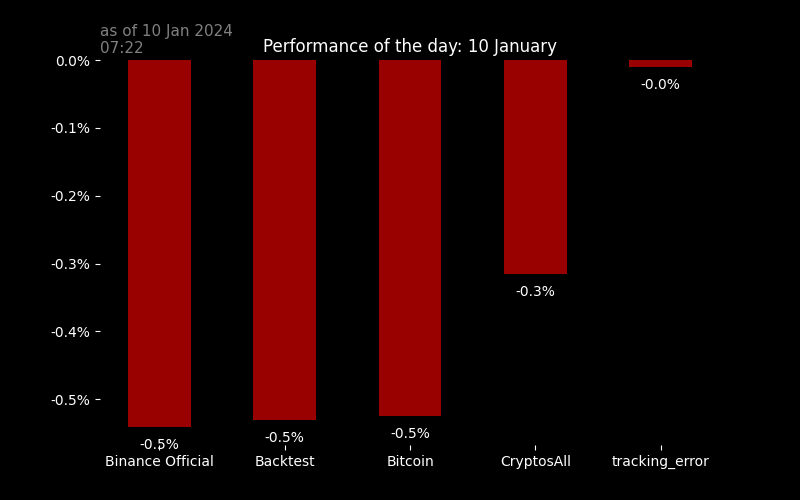 as of 10 Jan 2024
07:22
Performance of the day: 10 January
0.0%
-0.1%
-0.2%
-0.3%
-0.4%
-0.5%
-0.5%
-0.5%
-0.5%
-0.3%
-0.0%
Binance Official
Backtest
Bitcoin
CryptosAll
tracking_error